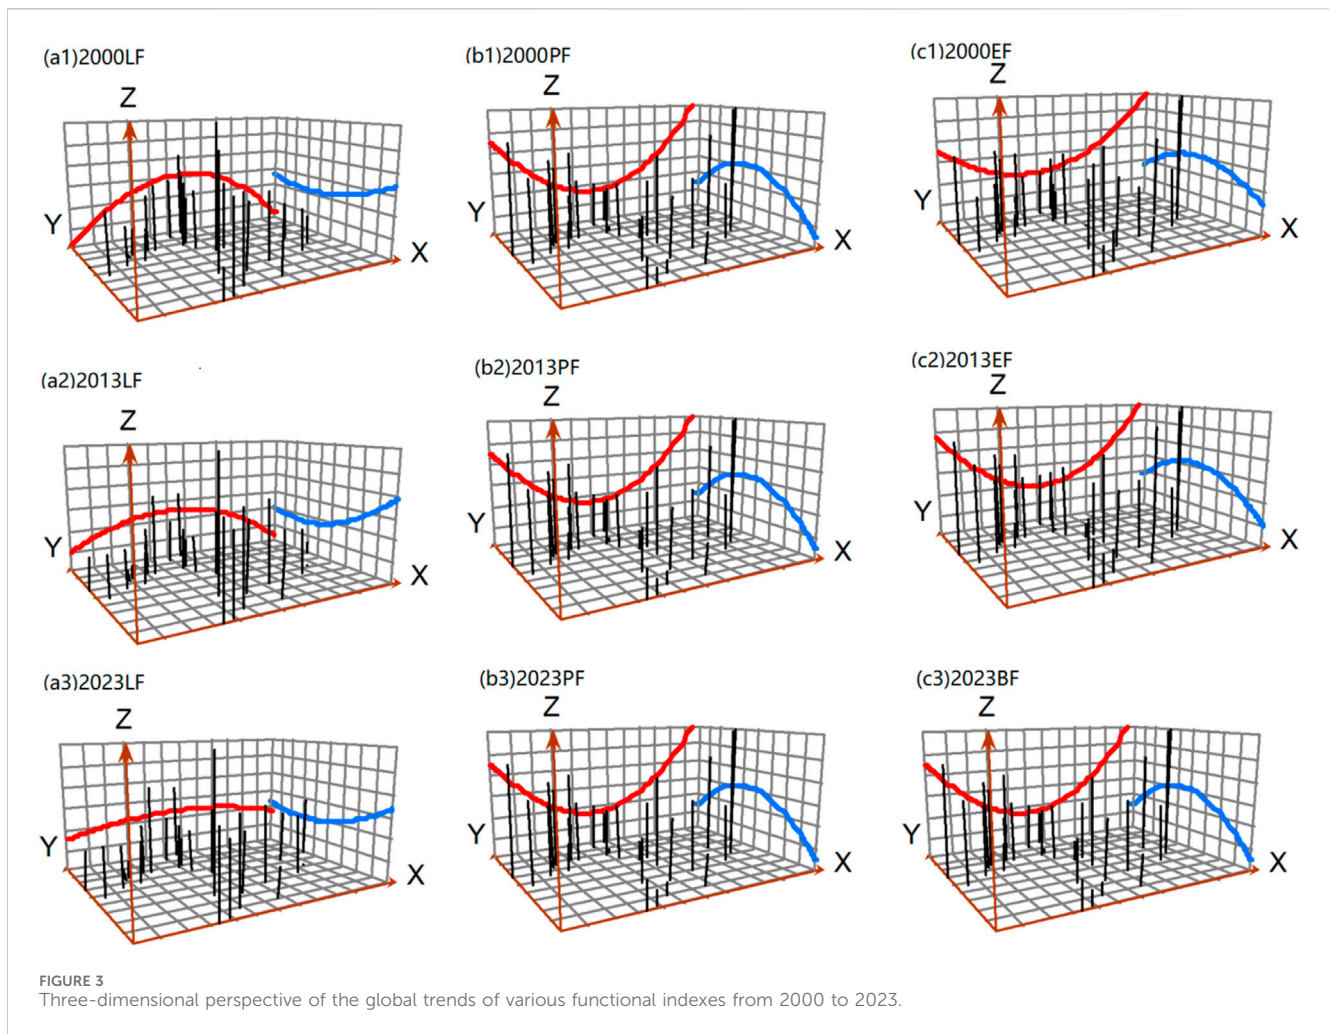 (a1)2000LF
Z
Y
X
(b1)2000PF
Z
Y
X
(c1)2000EF
Z
Y
X
(a2)2013LF
Z
Y
X
(b2)2013PF
Z
Y
X
(c2)2013EF
Z
Y
X
(a3)2023LF
Z
Y
X
(b3)2023PF
Z
Y
X
(c3)2023BF
Z
Y
X
FIGURE 3
Three-dimensional perspective of the global trends of various functional indexes from 2000 to 2023.